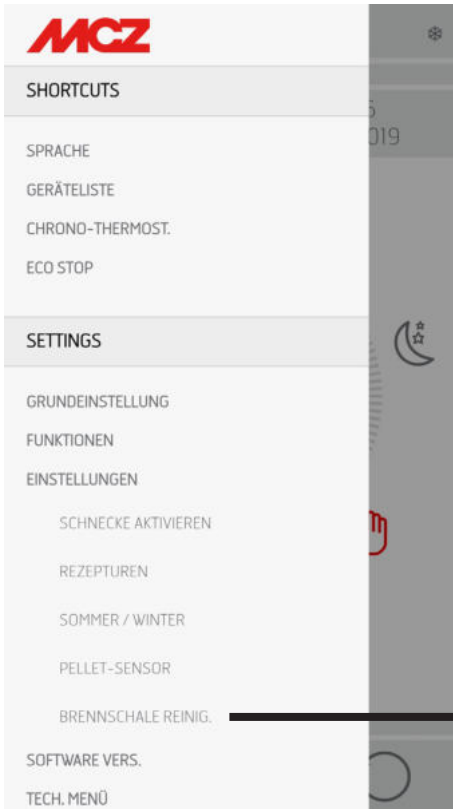 MCZ
SHORTCUTS
SPRACHE
GERÄTELISTE
CHRONO-THERMOST.
ECO STOP
SETTINGS
GRUNDEINSTELLUNG
FUNKTIONEN
EINSTELLUNGEN
SCHNECKE AKTIVIEREN
REZEPTUREN
SOMMER / WINTER
PELLET-SENSOR
BRENNSCHALE REINIG.
SOFTWARE VERS.
TECH. MENÜ
019